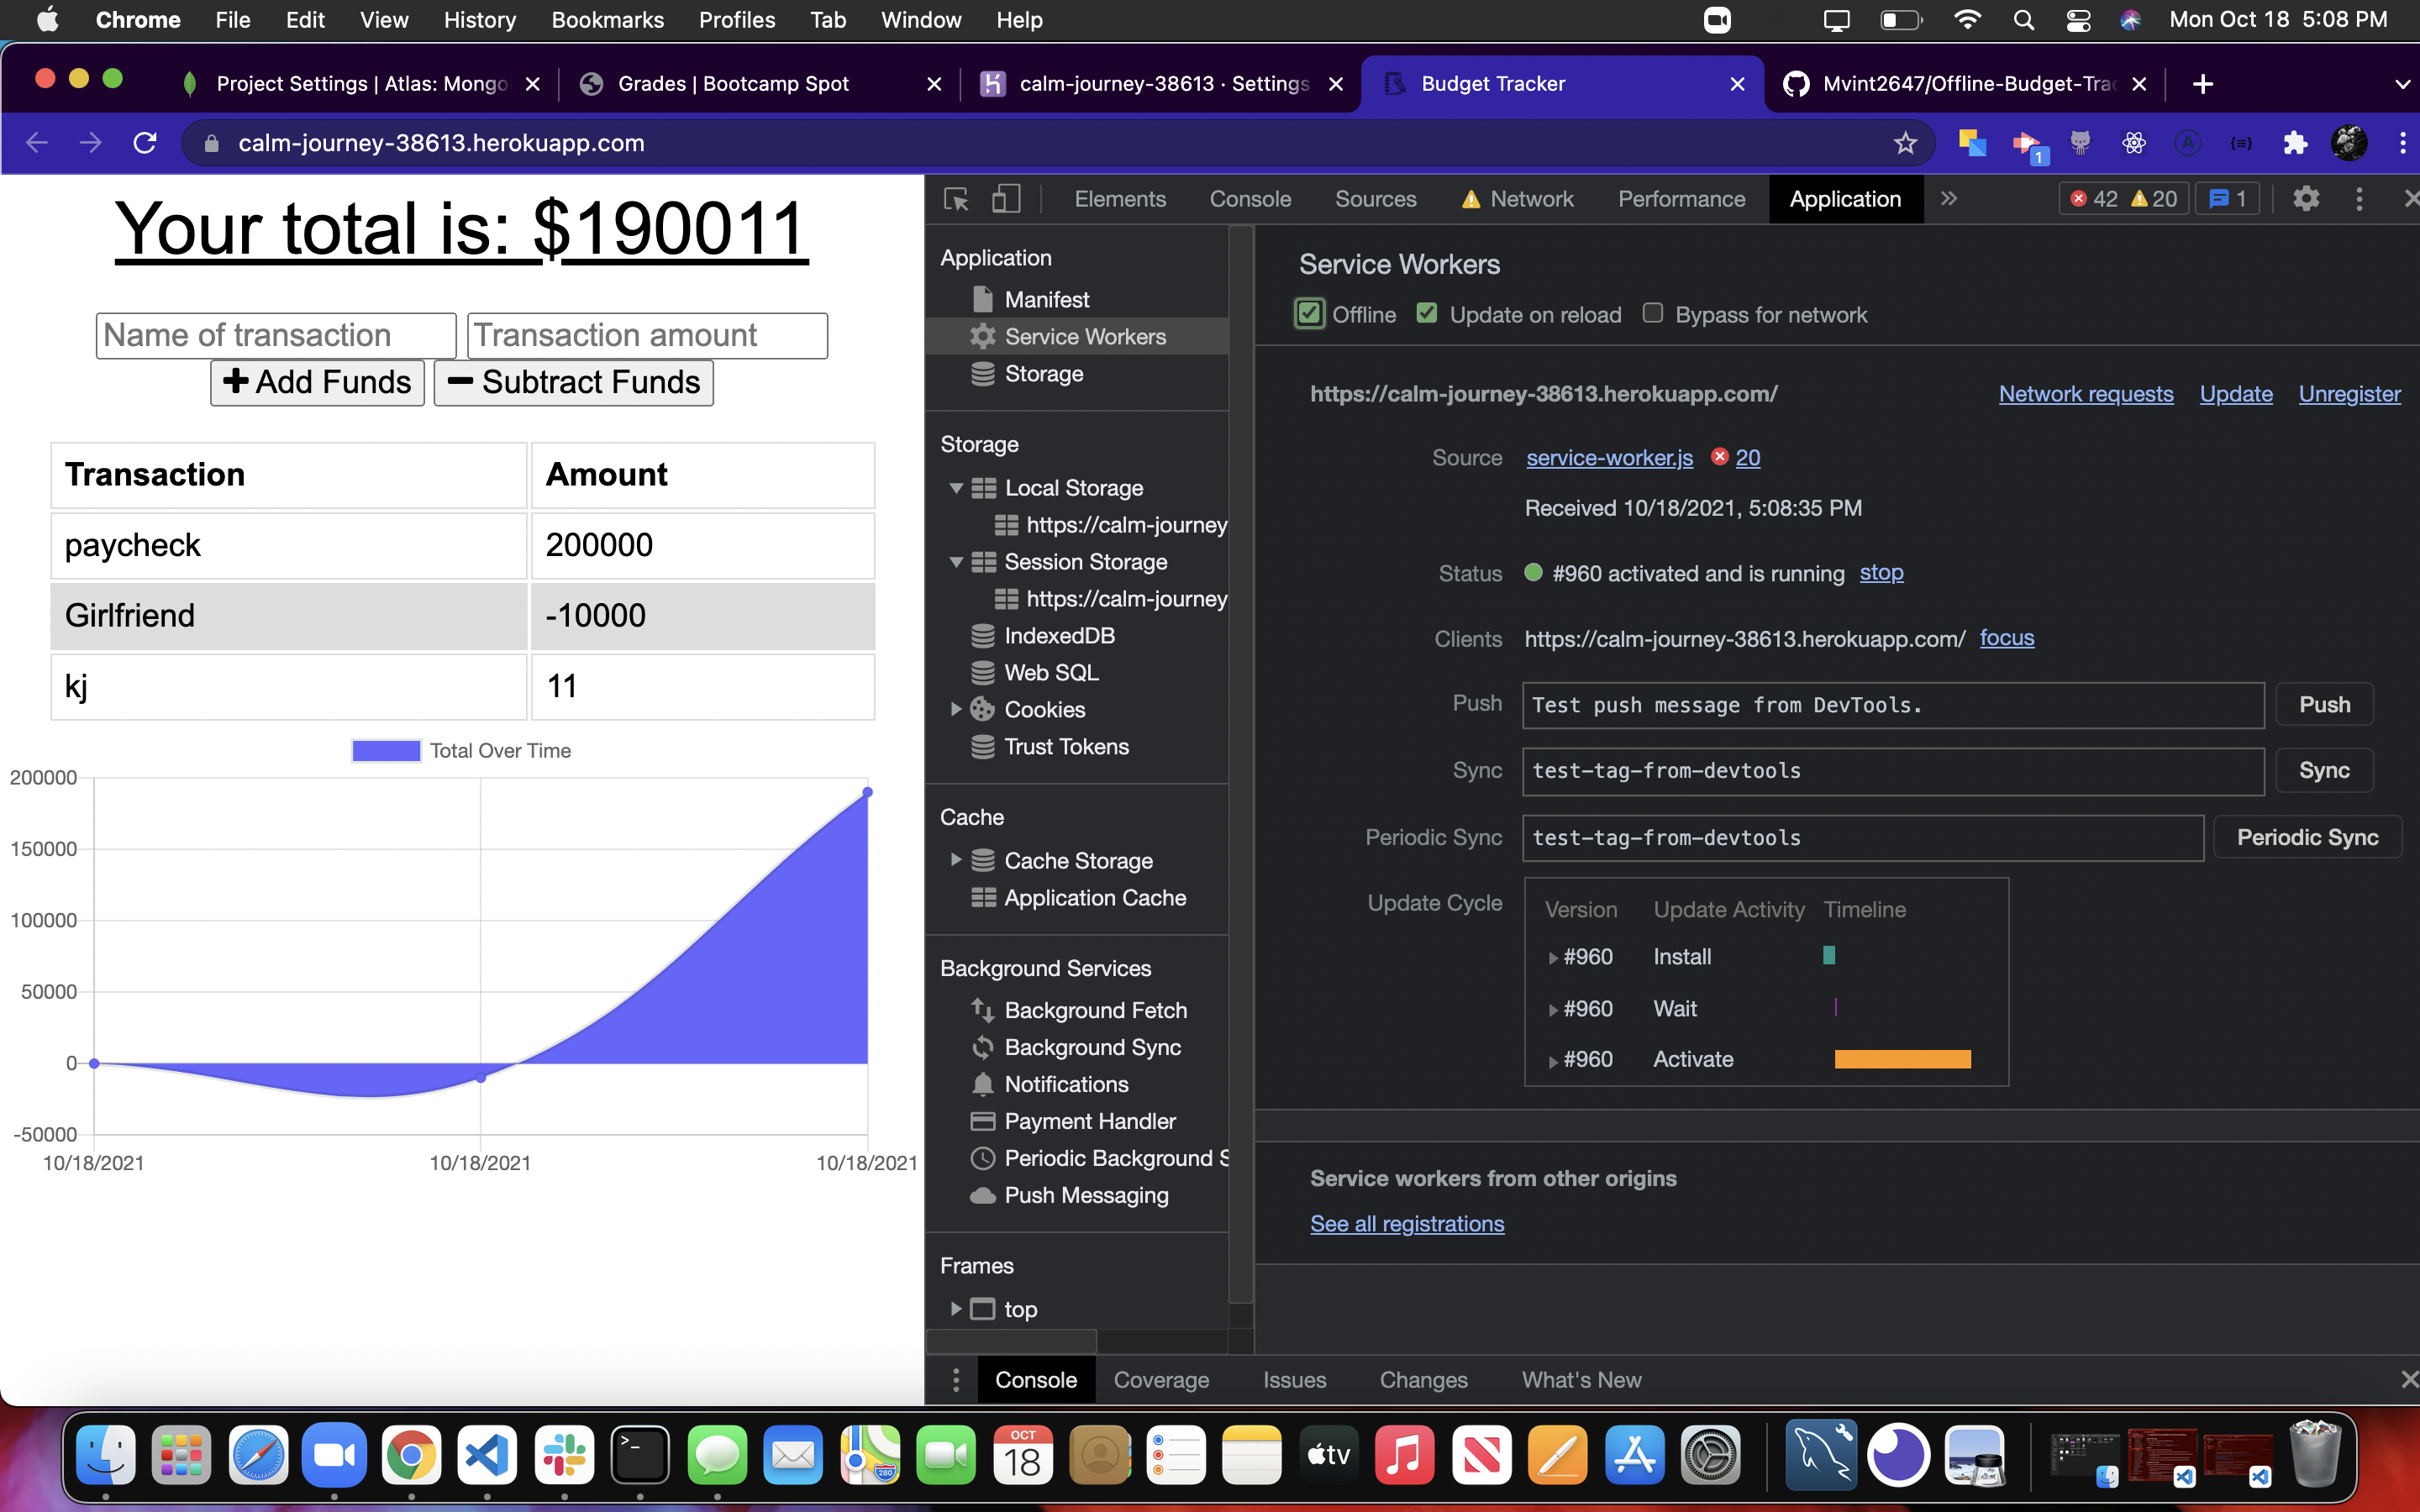 Chrome File Edit View History Bookmarks Profiles Tab Window Help Mon Oct 18 5:08 PM
Project Settings | Atlas: Mongo Grades | Bootcamp Spot calm-journey-38613 · Settings Budget Tracker Mvint2647/Offline-Budget-Trac
calm-journey-38613.herokuapp.com 1
Your total is: $190011
Name of transaction Transaction amount
Add Funds Subtract Funds
Transaction Amount
paycheck 200000
Girlfriend -10000
kj 11
Total Over Time
200000
150000
100000
50000
0
-50000
10/18/2021 10/18/2021 10/18/2021
Elements Console Sources Network Performance Application 42 20 1
Application
Manifest
Service Workers
Storage
Storage
Local Storage
https://calm-journey
Session Storage
https://calm-journey
IndexedDB
Web SQL
Cookies
Trust Tokens
Cache
Cache Storage
Application Cache
Background Services
Background Fetch
Background Sync
Notifications
Payment Handler
Periodic Background S
Push Messaging
Frames
top
Service Workers
Offline Update on reload Bypass for network
https://calm-journey-38613.herokuapp.com/ Network requests Update Unregister
Source service-worker.js 20
Received 10/18/2021, 5:08:35 PM
Status #960 activated and is running stop
Clients https://calm-journey-38613.herokuapp.com/ focus
Push Test push message from DevTools. Push
Sync test-tag-from-devtools Sync
Periodic Sync test-tag-from-devtools Periodic Sync
Update Cycle Version Update Activity Timeline
#960 Install
#960 Wait
#960 Activate
Service workers from other origins
See all registrations
Console Coverage Issues Changes What's New
OCT
18
280
tv